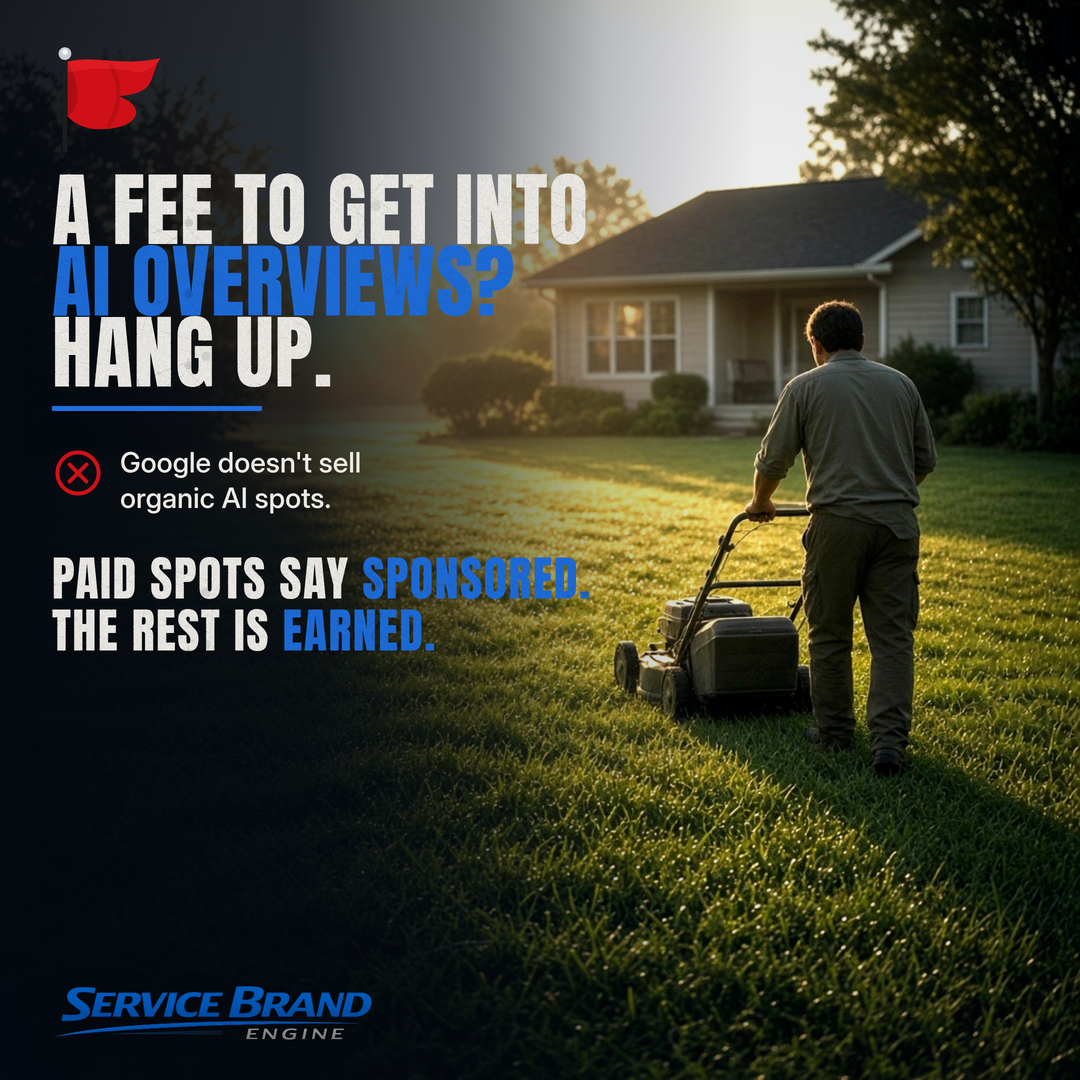 A FEE TO GET INTO
AI OVERVIEWS?
HANG UP.
Google doesn't sell
organic AI spots.
PAID SPOTS SAY SPONSORED.
THE REST IS EARNED.
SERVICE BRAND
ENGINE